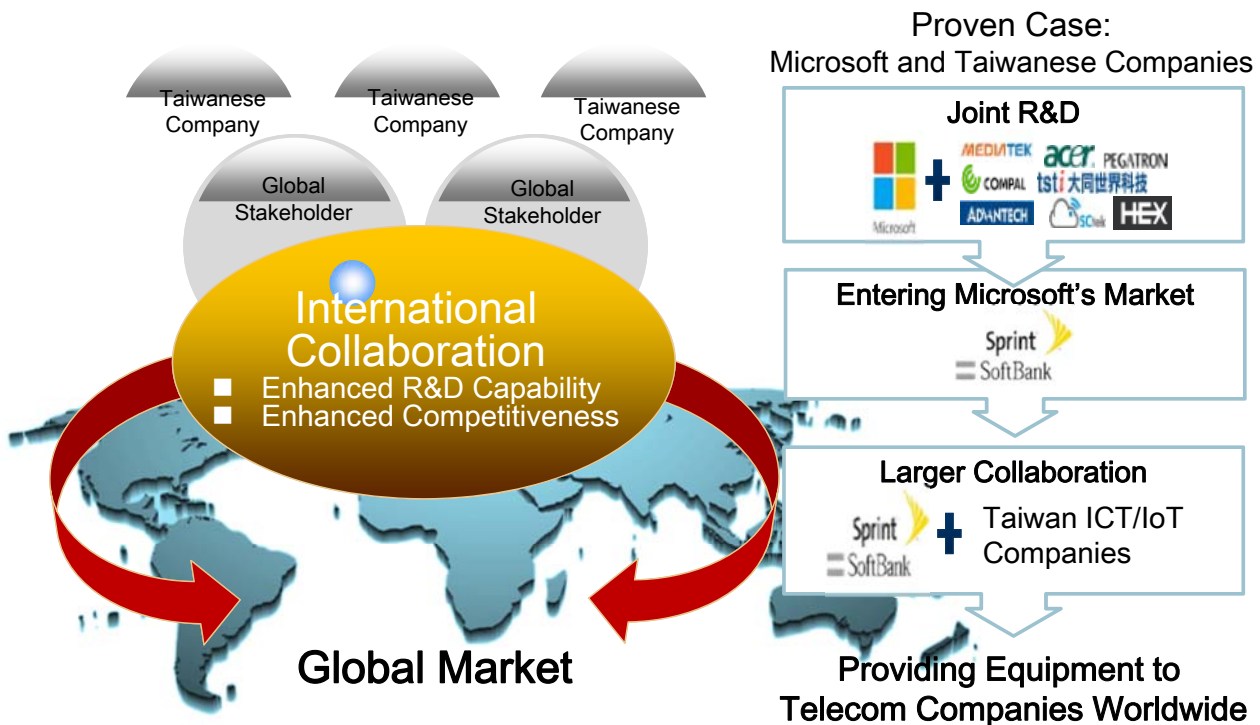 Taiwanese
Company
Taiwanese
Company
Taiwanese
Company
Global
Stakeholder
Global
Stakeholder
International
Collaboration
Enhanced R&D Capability
Enhanced Competitiveness
Global Market
Proven Case:
Microsoft and Taiwanese Companies
Joint R&D
Microsoft
MEDIATEK
acer
PEGATRON
COMPAL
tsti 大同世界科技
ADVANTECH
SCtek
HEX
Entering Microsoft's Market
Sprint
SoftBank
Larger Collaboration
Sprint
SoftBank
Taiwan ICT/IoT
Companies
Providing Equipment to
Telecom Companies Worldwide